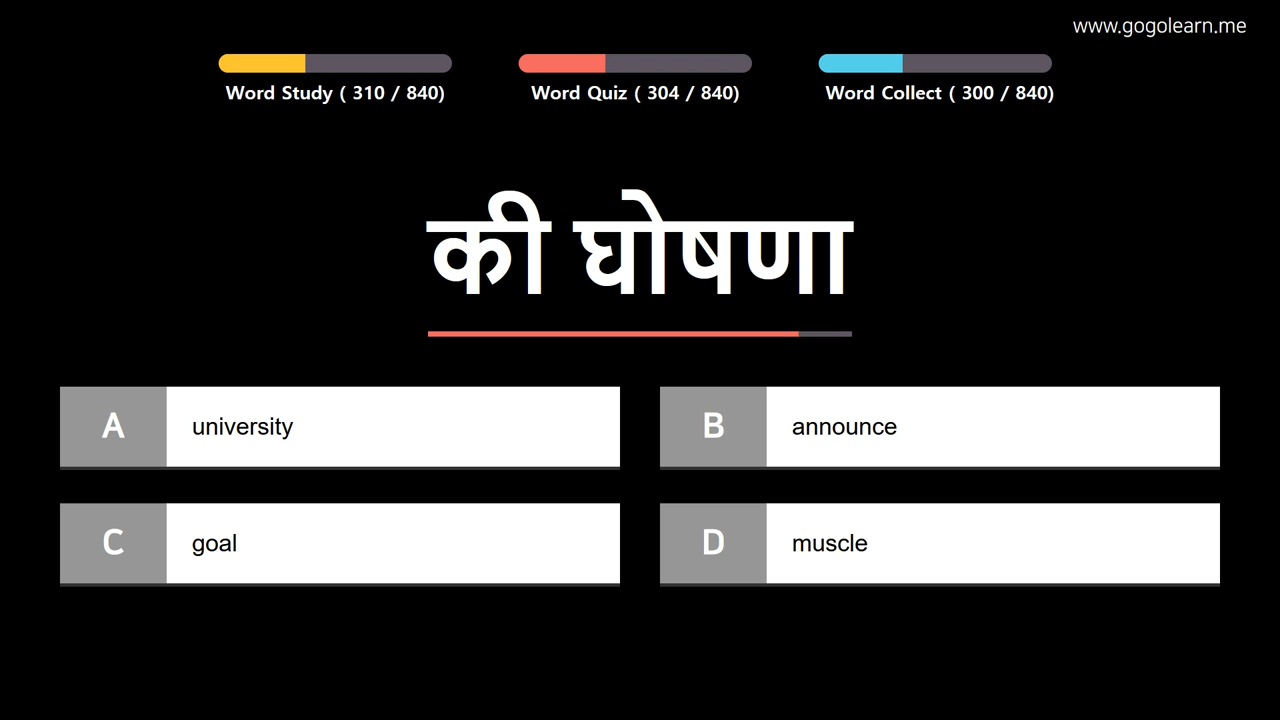 www.gogolearn.me
Word Study ( 310 / 840)
Word Quiz ( 304 / 840)
Word Collect ( 300 / 840)
की घोषणा
A
university
B
announce
C
goal
D
muscle